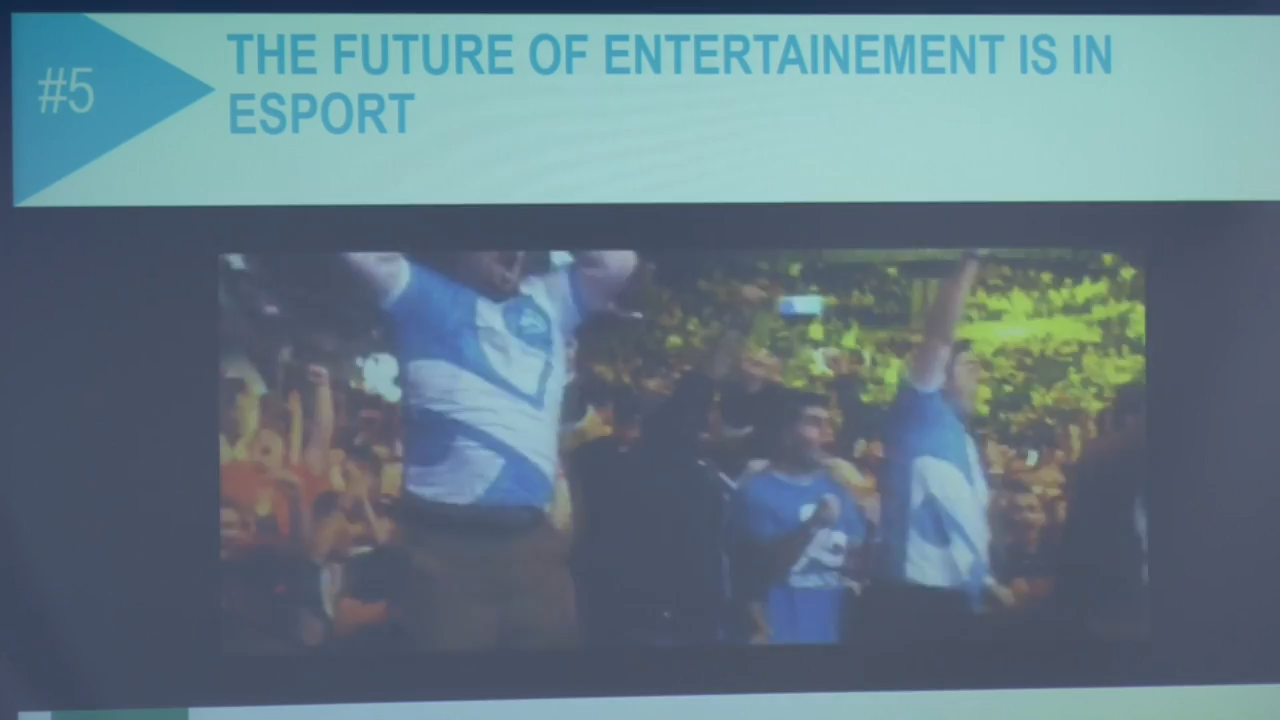 #5
THE FUTURE OF ENTERTAINEMENT IS IN
ESPORT